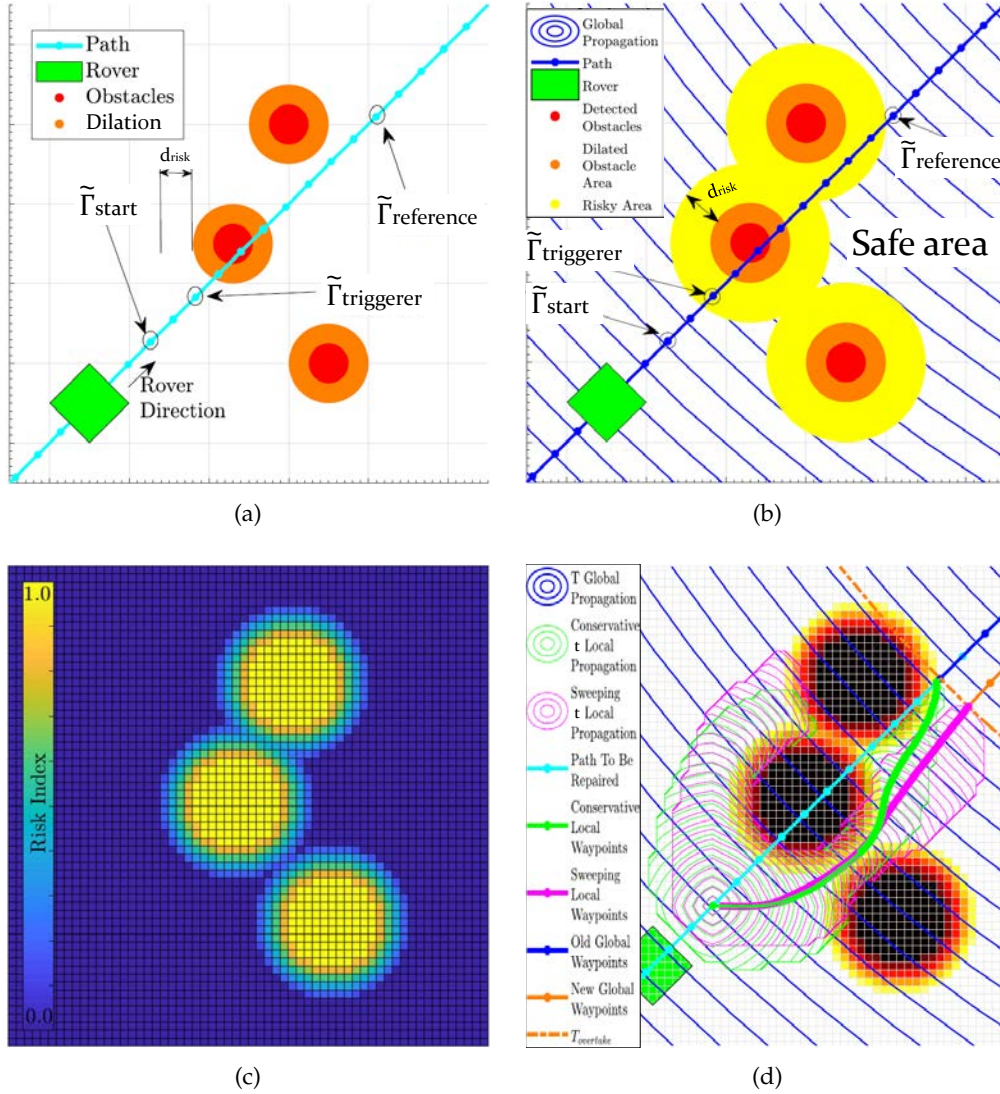 Path
Rover
Obstacles
Dilation
d_risk
Γ̃start
Γ̃reference
Γ̃triggerer
Rover
Direction
(a)
Global
Propagation
Path
Rover
Detected
Obstacles
Dilated
Obstacle
Area
Risky Area
Γ̃reference
d_risk
Safe area
Γ̃triggerer
Γ̃start
(b)
1.0
Risk Index
0.0
(c)
T Global
Propagation
Conservative
t Local
Propagation
Sweeping
t Local
Propagation
Path To Be
Repaired
Conservative
Local
Waypoints
Sweeping
Local
Waypoints
Old Global
Waypoints
New Global
Waypoints
T_overtake
(d)